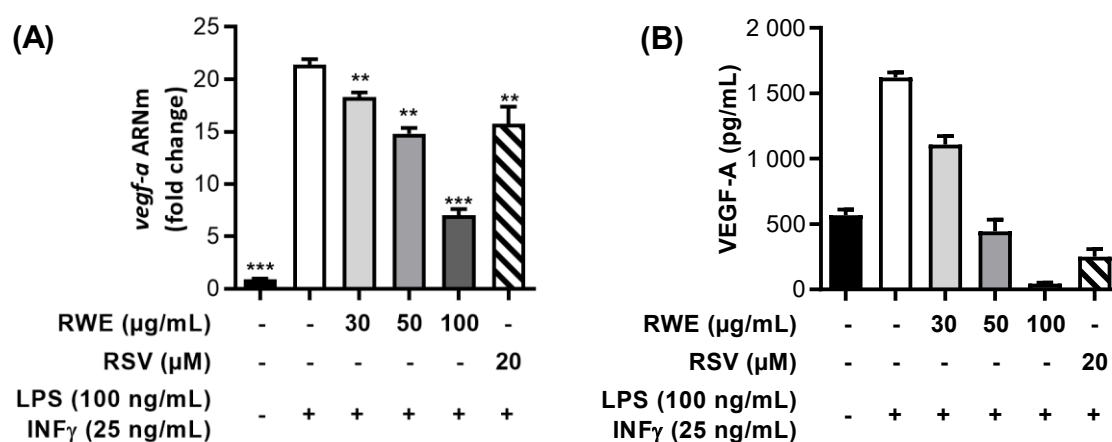 (A)
vegf-a ARNm
(fold change)
25
20
15
10
5
0
***
**
**
***
**
RWE (µg/mL) - - 30 50 100 -
RSV (µM) - - - - - 20
LPS (100 ng/mL)
INFγ (25 ng/mL)
- + + + + +
(B)
VEGF-A (pg/mL)
2 000
1 500
1 000
500
0
RWE (µg/mL) - - 30 50 100 -
RSV (µM) - - - - - 20
LPS (100 ng/mL)
INFγ (25 ng/mL)
- + + + + +